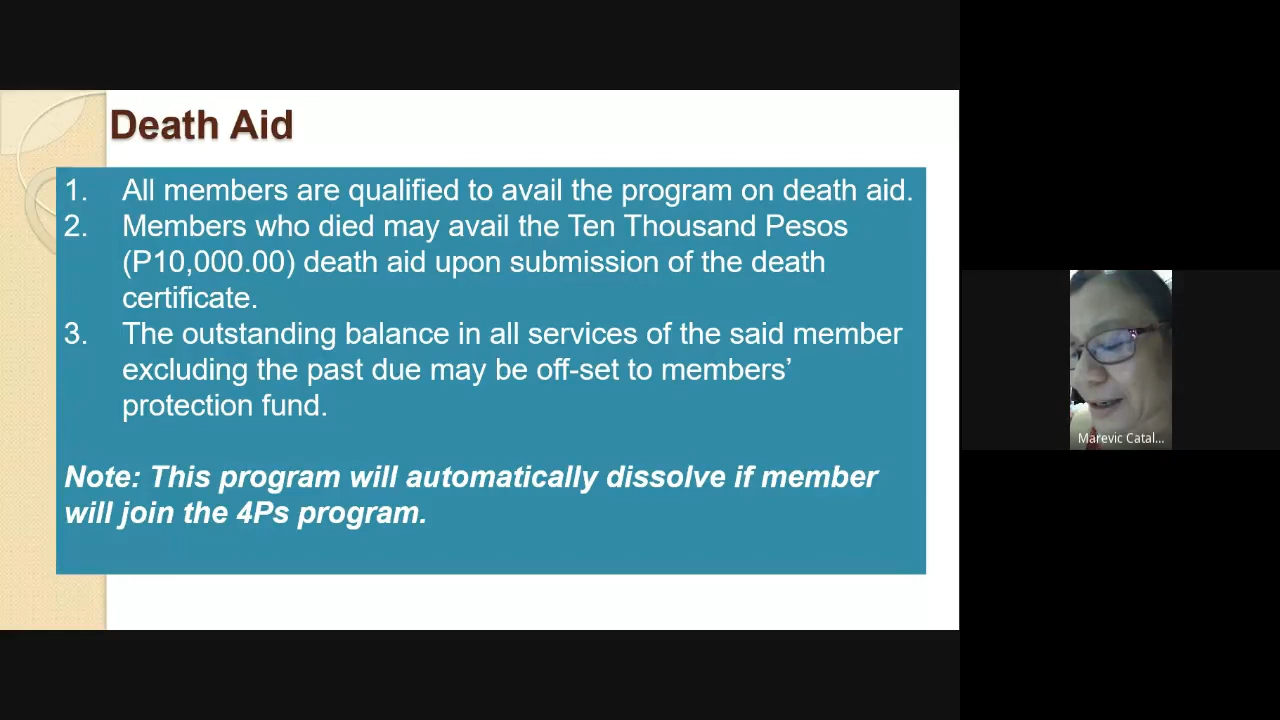 Death Aid
1. All members are qualified to avail the program on death aid.
2. Members who died may avail the Ten Thousand Pesos
(P10,000.00) death aid upon submission of the death
certificate.
3. The outstanding balance in all services of the said member
excluding the past due may be off-set to members’
protection fund.
Note: This program will automatically dissolve if member
will join the 4Ps program.
Marevic Catal...